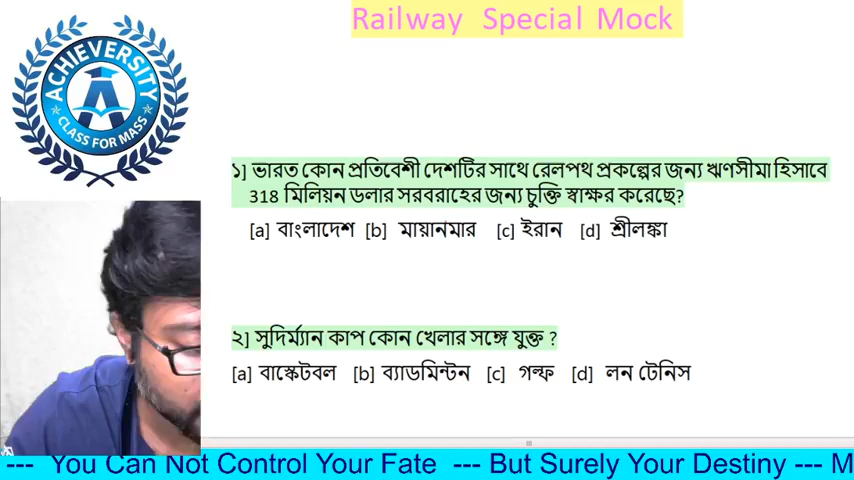 Railway Special Mock
ACHIEVERSITY
CLASS FOR MASS
১] ভারত কোন প্রতিবেশী দেশটির সাথে রেলপথ প্রকল্পের জন্য ঋণসীমা হিসাবে
318 মিলিয়ন ডলার সরবরাহের জন্য চুক্তি স্বাক্ষর করেছে?
[a] বাংলাদেশ [b] মায়ানমার [c] ইরান [d] শ্রীলঙ্কা
২] সুদির্ম্যান কাপ কোন খেলার সঙ্গে যুক্ত ?
[a] বাস্কেটবল [b] ব্যাডমিন্টন [c] গল্ফ [d] লন টেনিস
--- You Can Not Control Your Fate --- But Surely Your Destiny --- M